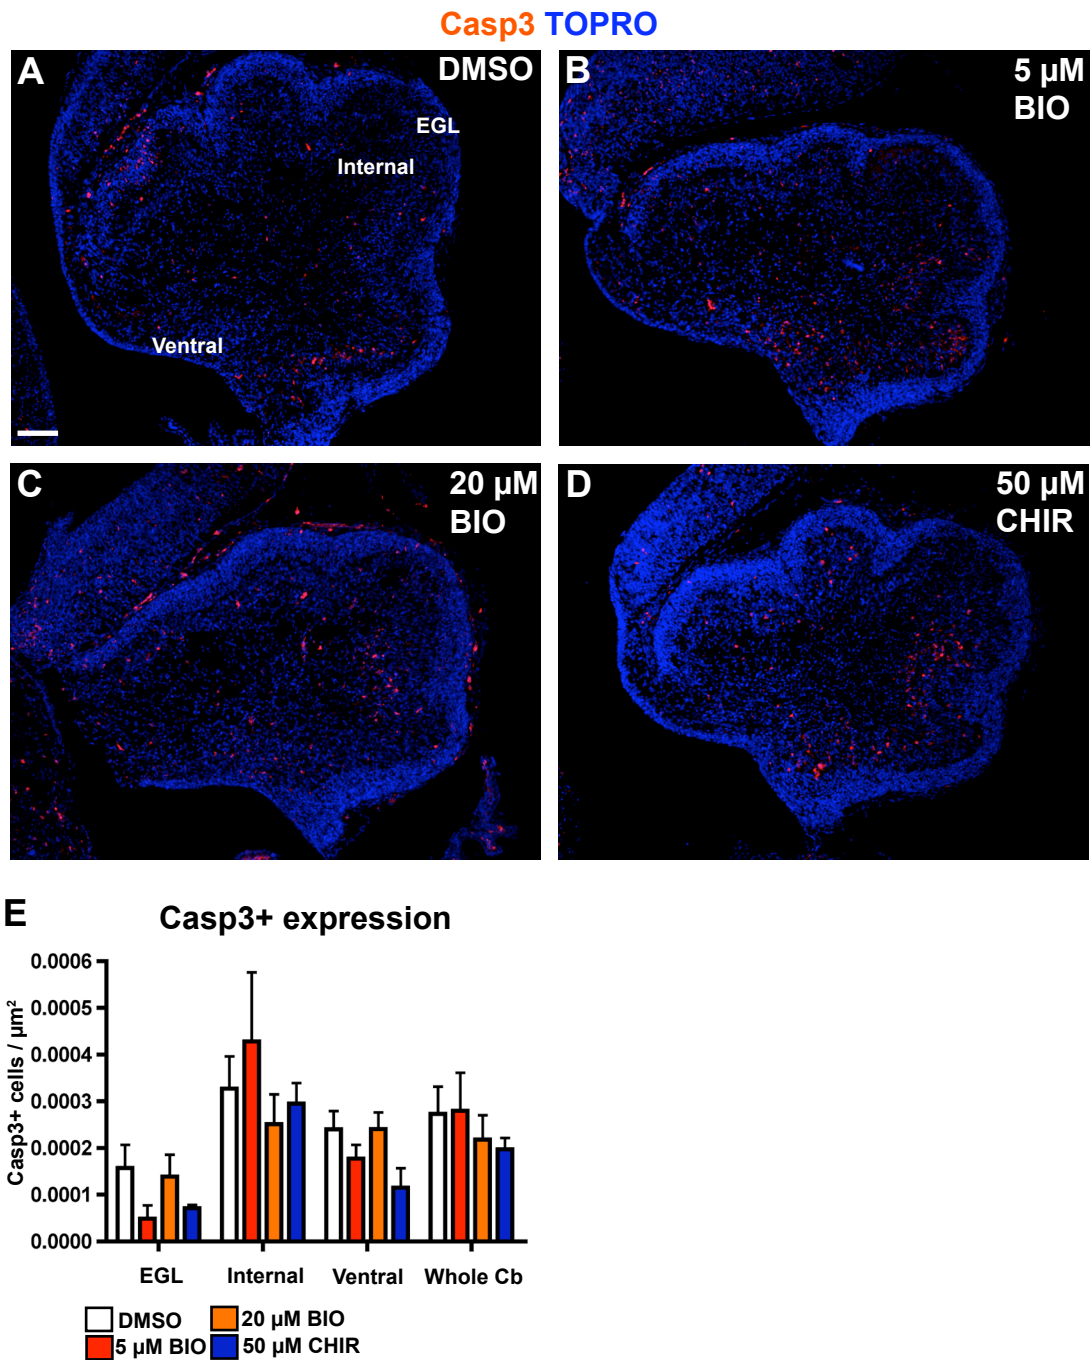 Casp3 TOPRO
A
DMSO
EGL
Internal
Ventral
B
5 µM
BIO
C
20 µM
BIO
D
50 µM
CHIR
E
Casp3+ expression
Casp3+ cells / µm²
0.0006
0.0005
0.0004
0.0003
0.0002
0.0001
0.0000
EGL Internal Ventral Whole Cb
DMSO 20 µM BIO
5 µM BIO 50 µM CHIR